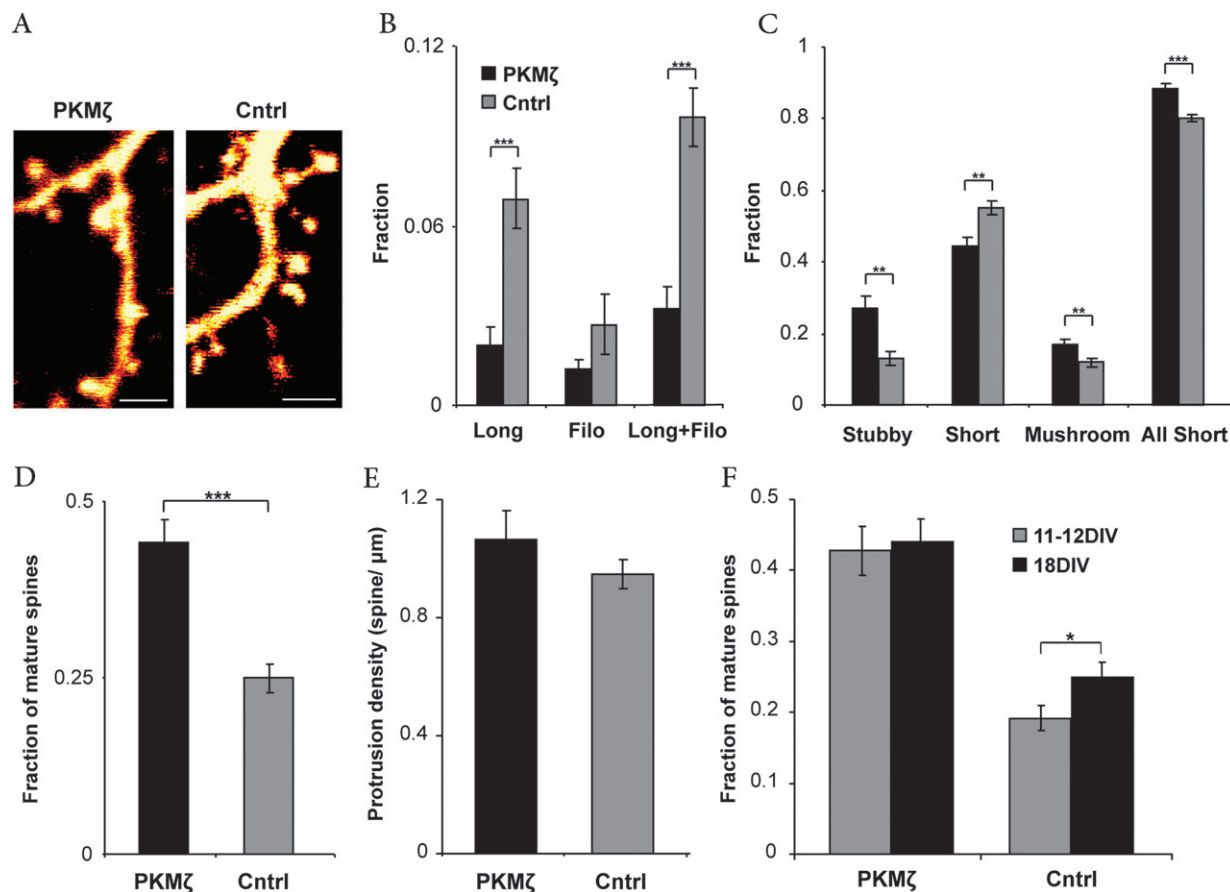 A
PKMζ Cntrl
B
Fraction
0.12
0.06
0
PKMζ
Cntrl
***
***
Long Filo Long+Filo
C
Fraction
1
0.8
0.6
0.4
0.2
0
**
**
**
***
Stubby Short Mushroom All Short
D
Fraction of mature spines
0.5
0.25
0
***
PKMζ Cntrl
E
Protrusion density (spine/ μm)
1.2
0.8
0.4
0
PKMζ Cntrl
F
Fraction of mature spines
0.5
0.4
0.3
0.2
0.1
0
11-12DIV
18DIV
*
PKMζ Cntrl